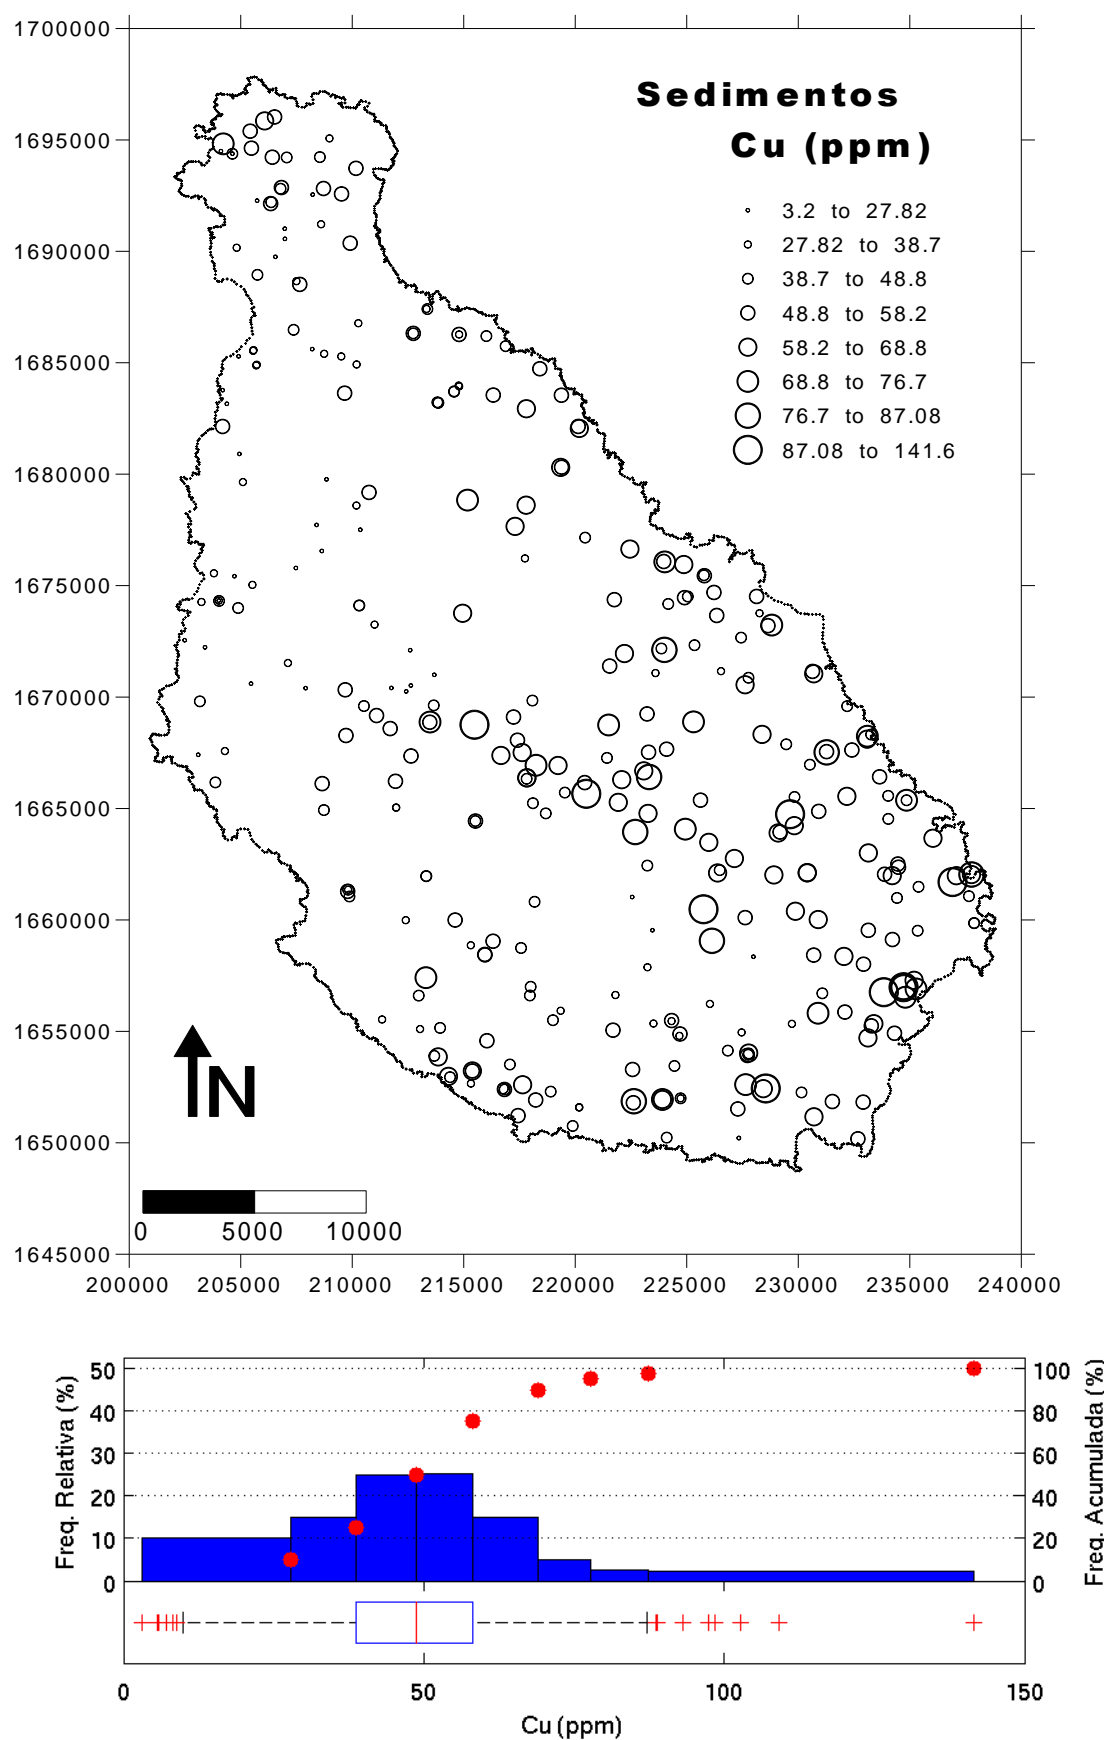 1700000
Sedimentos
Cu (ppm)
1695000
3.2 to 27.82
1690000
27.82 to 38.7
38.7 to 48.8
48.8 to 58.2
1685000
58.2 to 68.8
68.8 to 76.7
76.7 to 87.08
1680000
87.08 to 141.6
1675000
1670000
1665000
1660000
1655000
N
1650000
0 5000 10000
1645000
200000 205000 210000 215000 220000 225000 230000 235000 240000
Freq. Relativa (%)
50 100
40 80
30 60
20 40
10 20
0 0
Freq. Acumulada (%)
0 50 100 150
Cu (ppm)